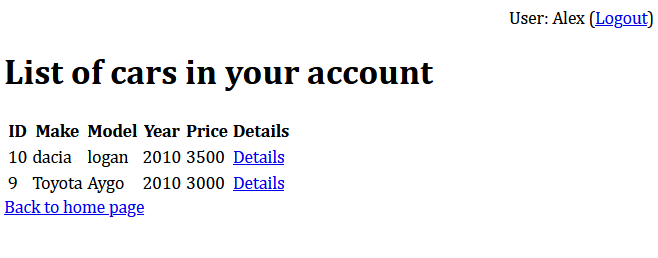 User: Alex (Logout)
List of cars in your account
ID Make Model Year Price Details
10 dacia logan 2010 3500 Details
9 Toyota Aygo 2010 3000 Details
Back to home page